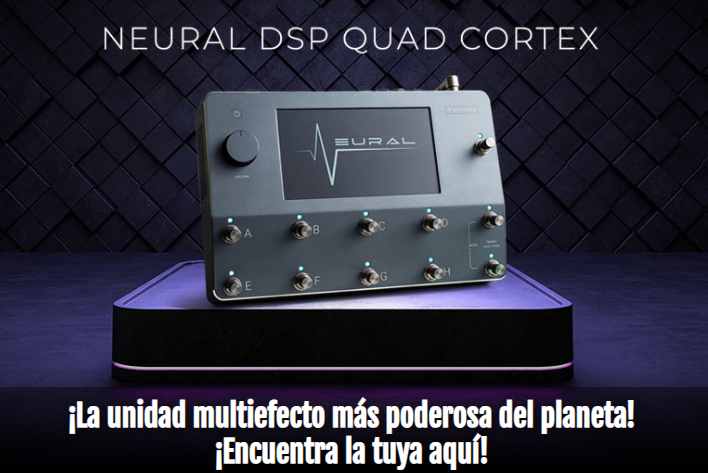 NEURAL DSP QUAD CORTEX
EURAL
A
B
C
D
E
F
G
H
¡La unidad multiefecto más poderosa del planeta!
¡Encuentra la tuya aquí!